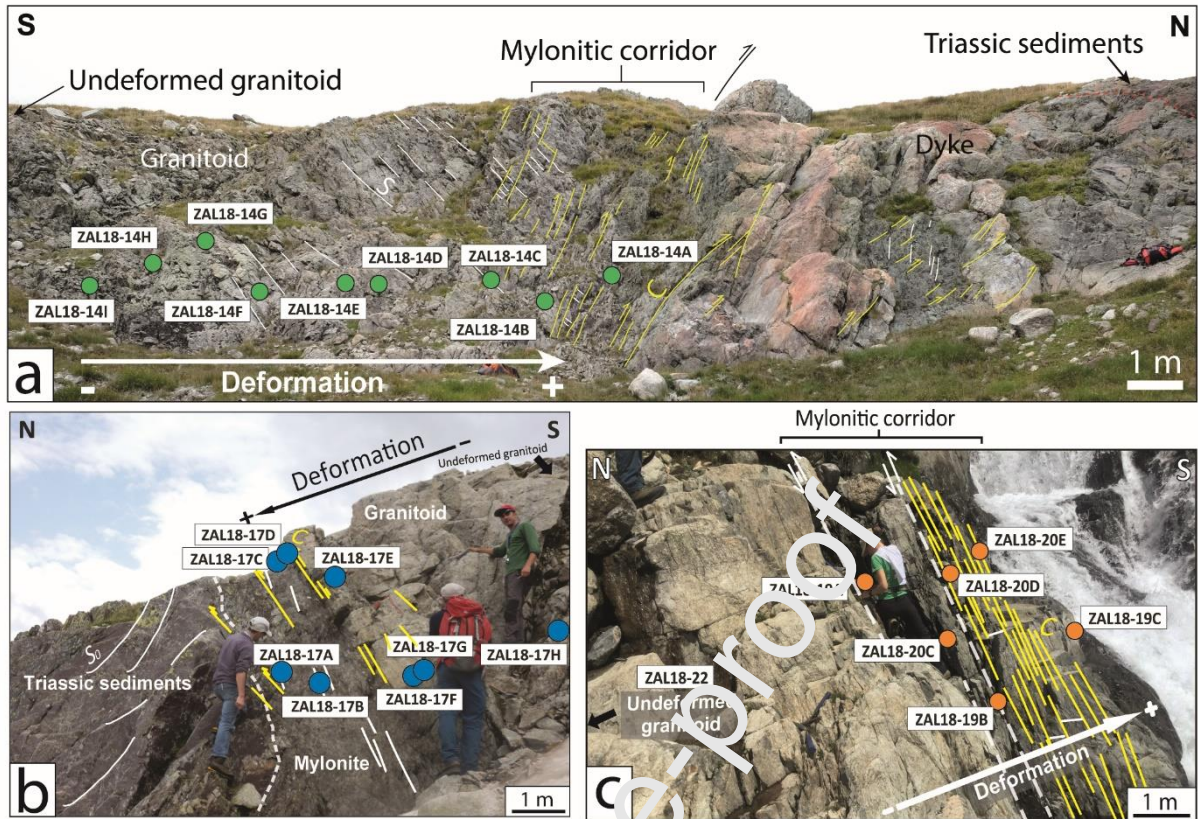 S
N
Undeformed granitoid
Mylonitic corridor
Triassic sediments
Granitoid
Dyke
S
ZAL18-14G
ZAL18-14H
ZAL18-14D
ZAL18-14C
ZAL18-14A
ZAL18-14I
ZAL18-14F
ZAL18-14E
ZAL18-14B
C
a
-
Deformation
+
1 m
N
S
Deformation
-
+
Undeformed granitoid
Granitoid
ZAL18-17D
ZAL18-17C
C
ZAL18-17E
ZAL18-17A
ZAL18-17G
ZAL18-17H
ZAL18-17B
ZAL18-17F
S0
Triassic sediments
Mylonite
b
1 m
Mylonitic corridor
N
S
ZAL18-20E
ZAL18-20D
ZAL18-19C
C
ZAL18-20C
ZAL18-19B
ZAL18-22
Undeformed
granitoid
-
Deformation
+
c
1 m
e-proof